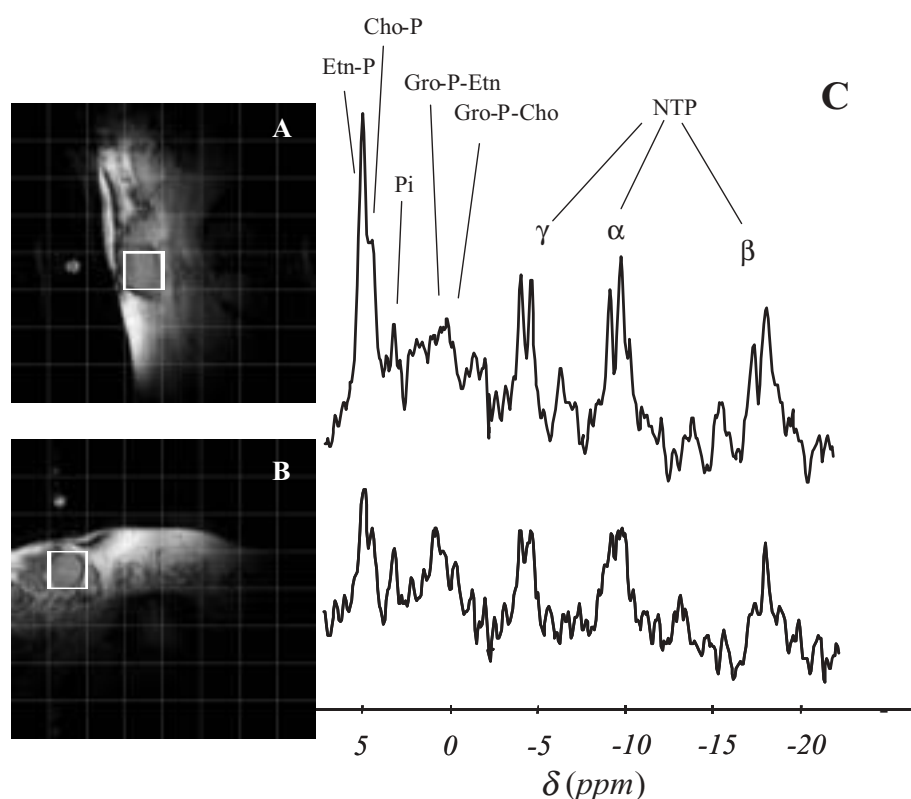 Cho-P
Etn-P
Gro-P-Etn
Gro-P-Cho
NTP
C
A
Pi
γ
α
β
B
5 0 -5 -10 -15 -20
δ (ppm)